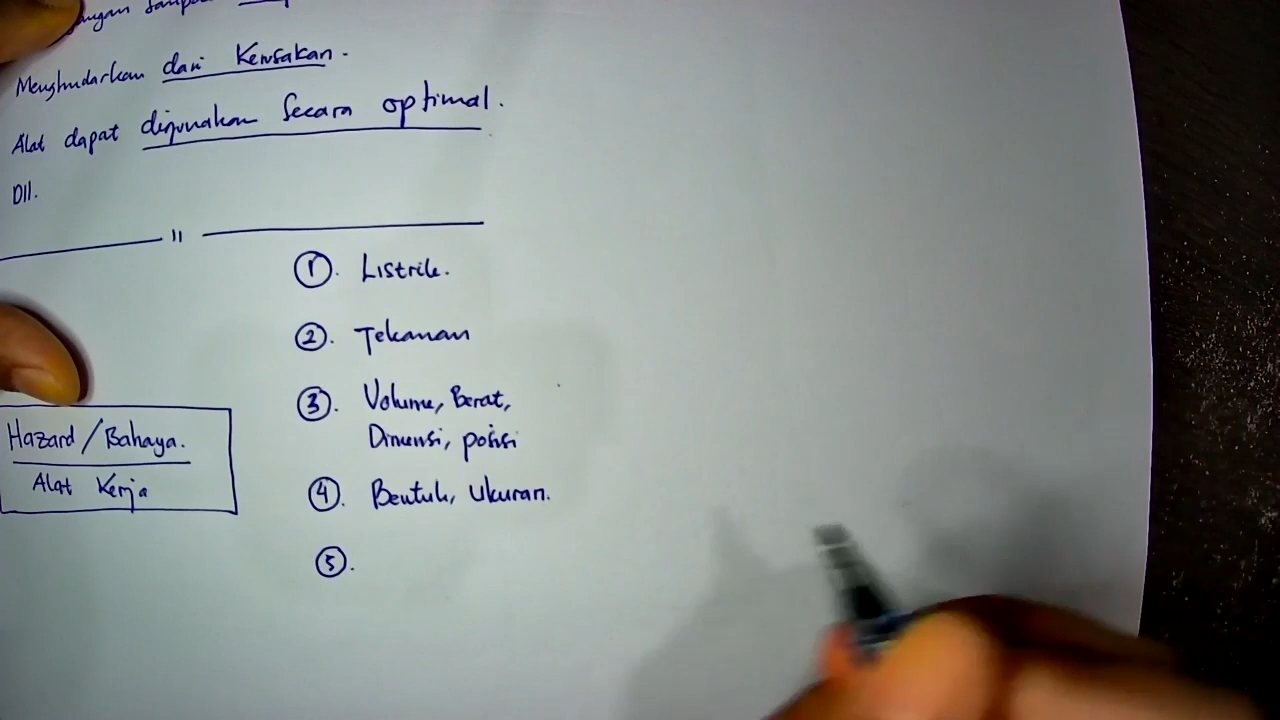 Menghindarkan dari Kerusakan.
Alat dapat digunakan Secara optimal.
Dll.
①. Listrik.
②. Tekanan
③. Volume, Berat,
Dimensi, posisi
④. Bentuk, Ukuran.
⑤.
Hazard / Bahaya.
Alat Kerja